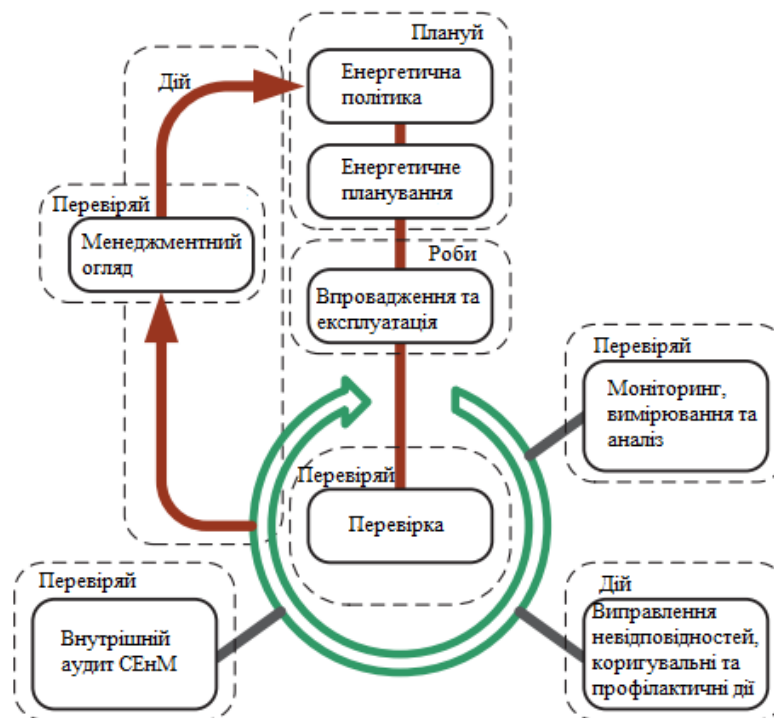 Плануй
Енергетична
політика
Дій
Енергетичне
планування
Перевіряй
Менеджментний
огляд
Роби
Впровадження та
експлуатація
Перевіряй
Моніторинг,
вимірювання та
аналіз
Перевіряй
Перевірка
Перевіряй
Внутрішній
аудит СЕнМ
Дій
Виправлення
невідповідностей,
коригувальні та
профілактичні дії